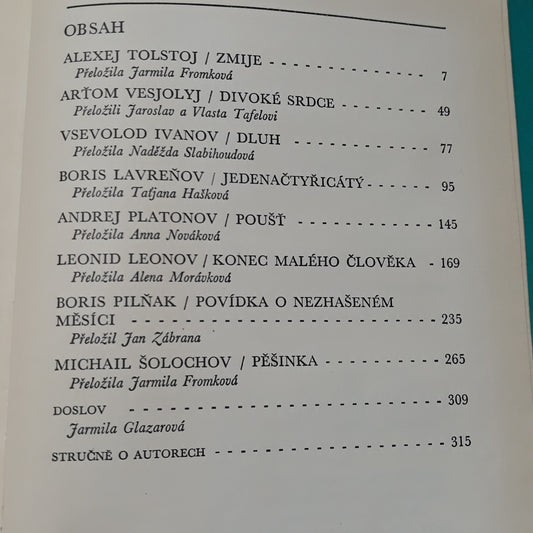 OBSAH
ALEXEJ TOLSTOJ / ZMIJE - - - - - - - - - - - - - 7
Přeložila Jarmila Fromková
ARŤOM VESJOLYJ / DIVOKÉ SRDCE - - - - - - - - - 49
Přeložili Jaroslav a Vlasta Tafelovi
VSEVOLOD IVANOV / DLUH - - - - - - - - - - - - 77
Přeložila Naděžda Slabihoudová
BORIS LAVREŇOV / JEDENAČTYŘICÁTÝ - - - - - - 95
Přeložila Taťjana Hašková
ANDREJ PLATONOV / POUŠŤ - - - - - - - - - - - 145
Přeložila Anna Nováková
LEONID LEONOV / KONEC MALÉHO ČLOVĚKA - 169
Přeložila Alena Morávková
BORIS PILŇAK / POVÍDKA O NEZHAŠENÉM
MĚSÍCI - - - - - - - - - - - - - - - - - - - - - - 235
Přeložil Jan Zábrana
MICHAIL ŠOLOCHOV / PĚŠINKA - - - - - - - - - - 265
Přeložila Jarmila Fromková
DOSLOV - - - - - - - - - - - - - - - - - - - - - - 309
Jarmila Glazarová
STRUČNĚ O AUTORECH - - - - - - - - - - - - - - - 315